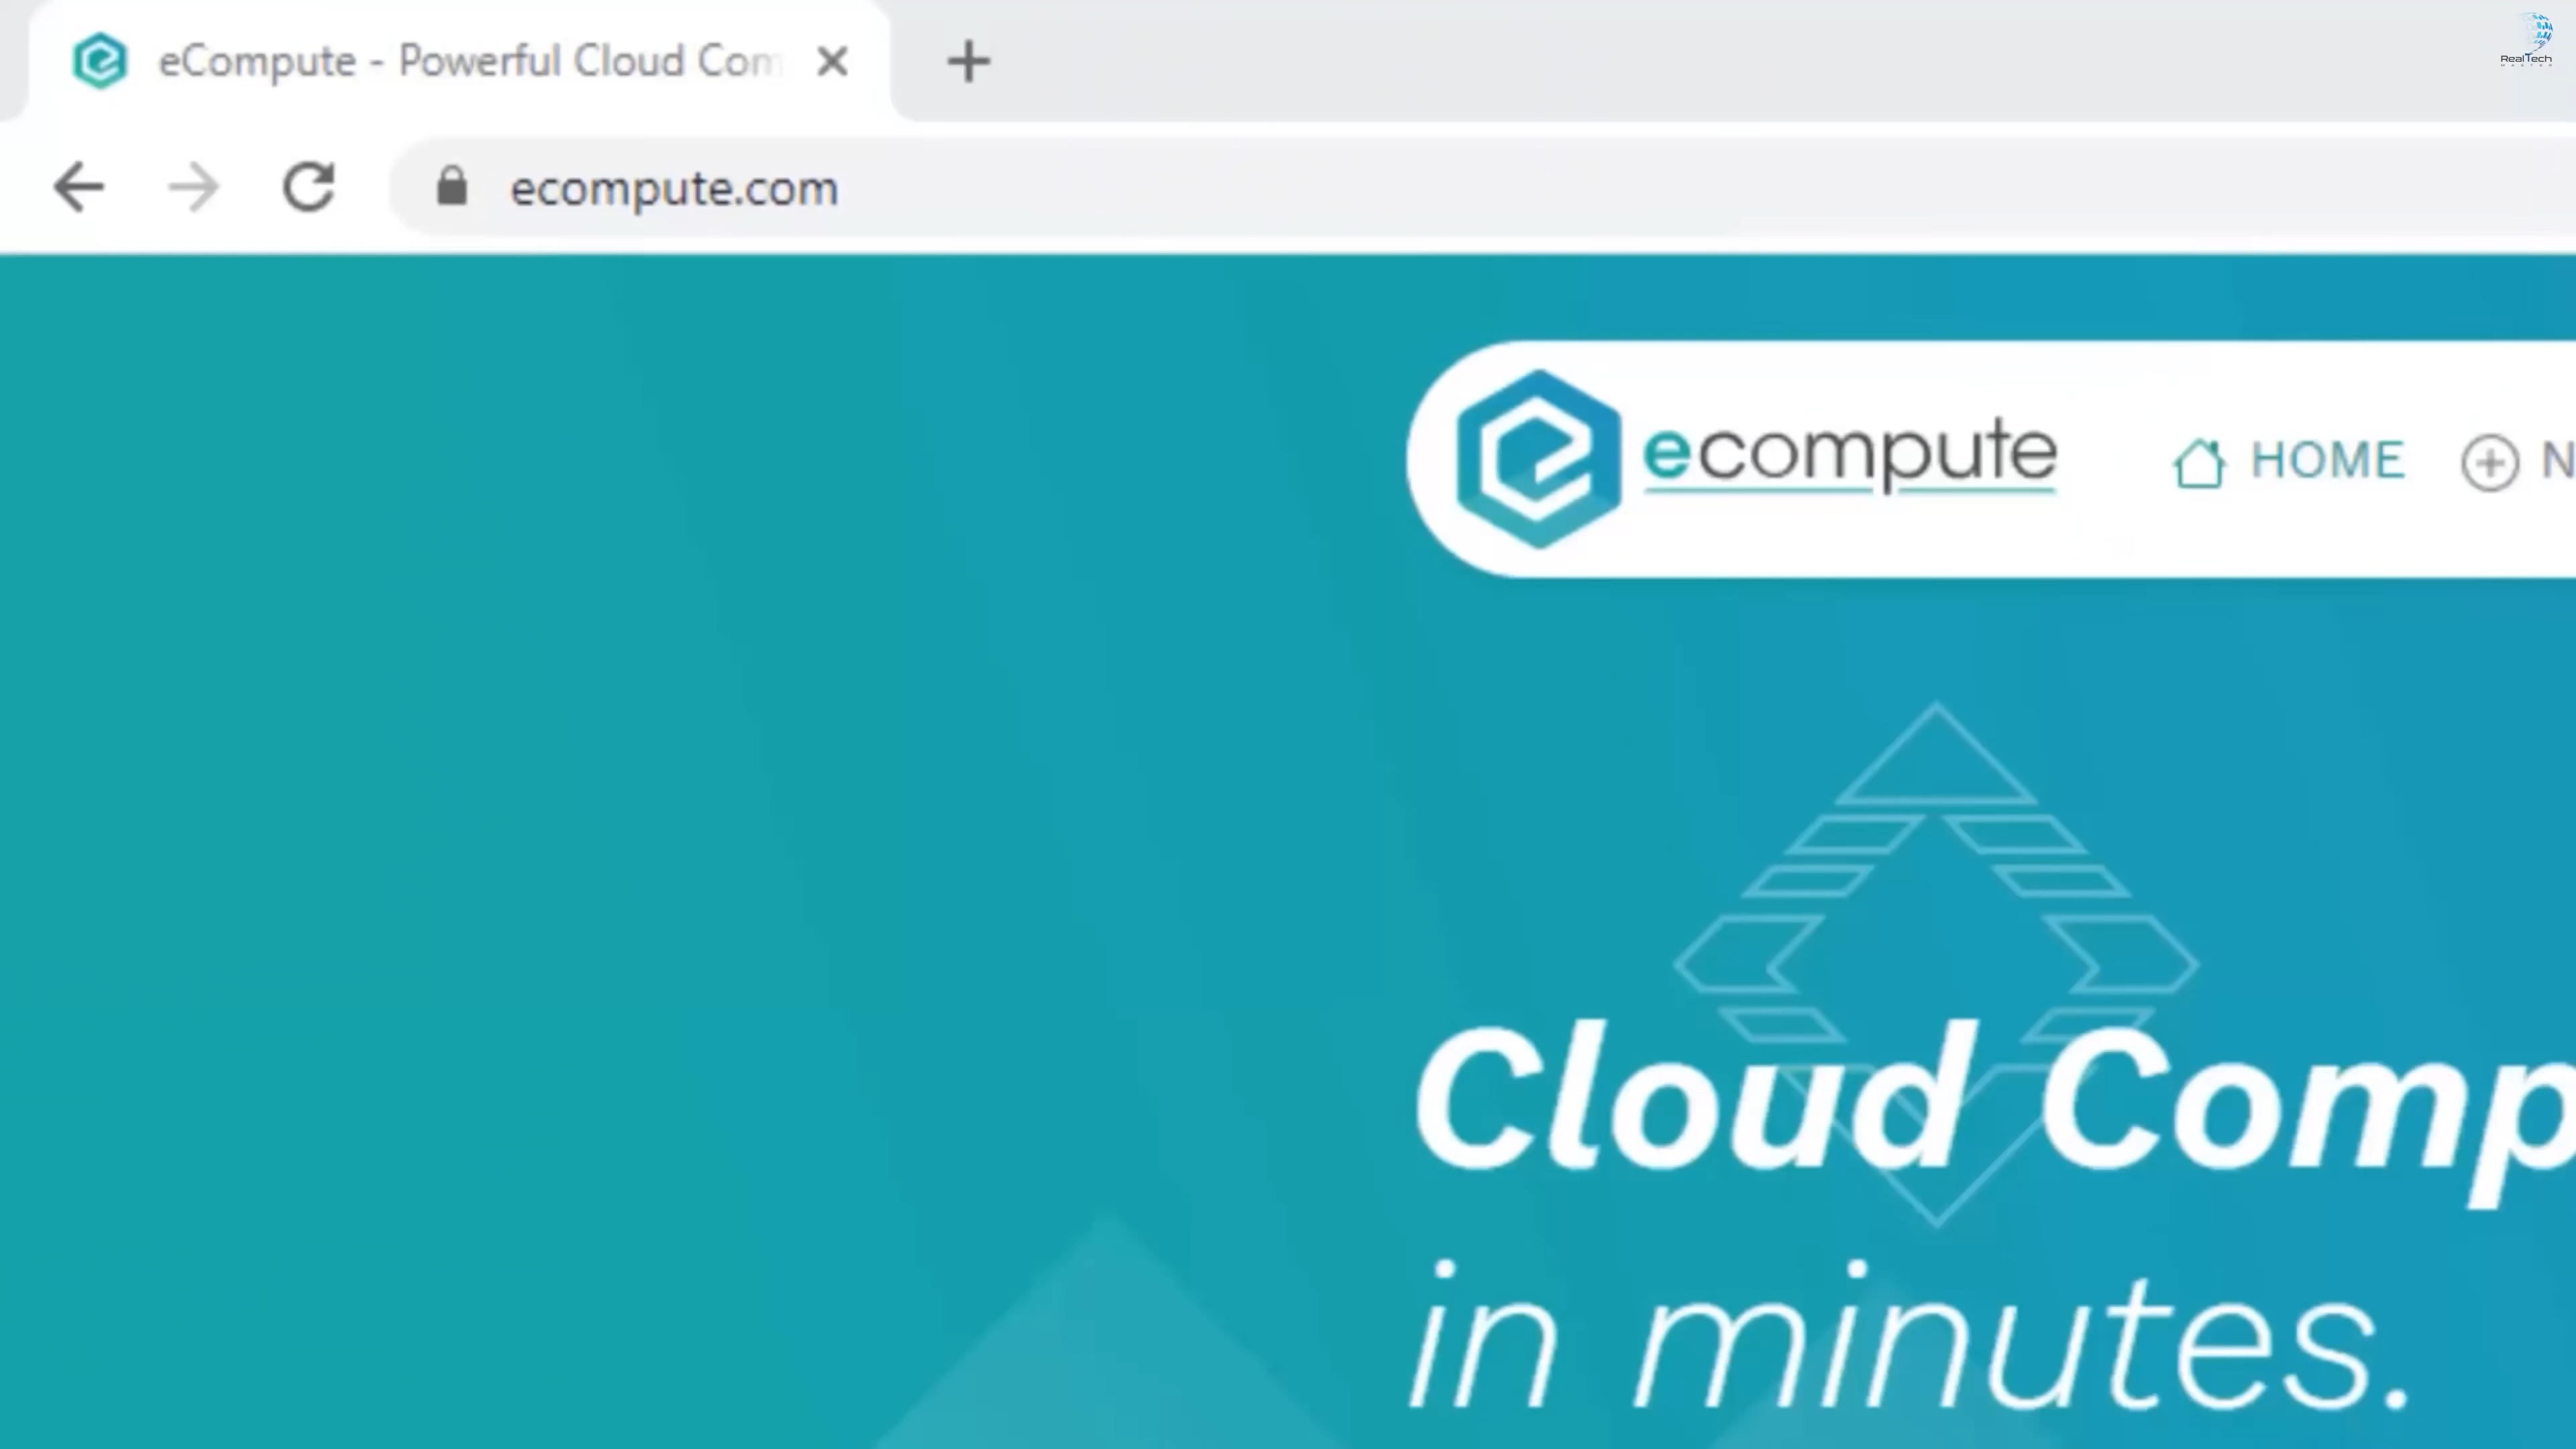 eCompute - Powerful Cloud Com
RealTech
ecompute.com
ecompute
HOME
N
Cloud Comp
in minutes.